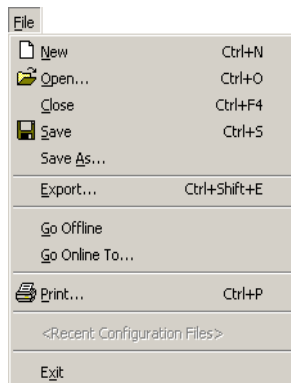 File
New Ctrl+N
Open... Ctrl+O
Close Ctrl+F4
Save Ctrl+S
Save As...
Export... Ctrl+Shift+E
Go Offline
Go Online To...
Print... Ctrl+P
<Recent Configuration Files>
Exit